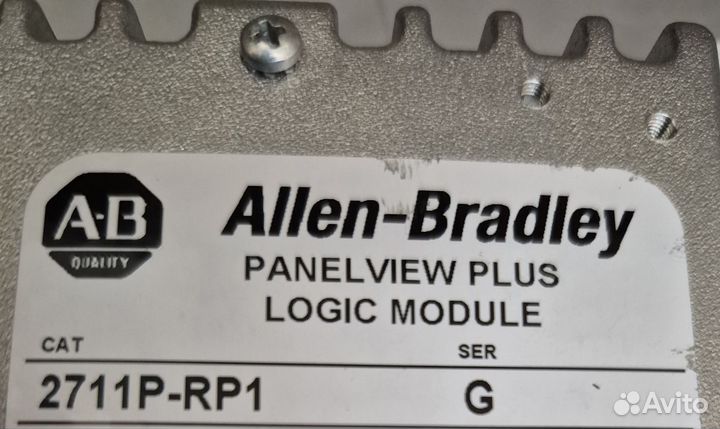 A-B
QUALITY
Allen-Bradley
PANELVIEW PLUS
LOGIC MODULE
CAT SER
2711P-RP1 G
Avito